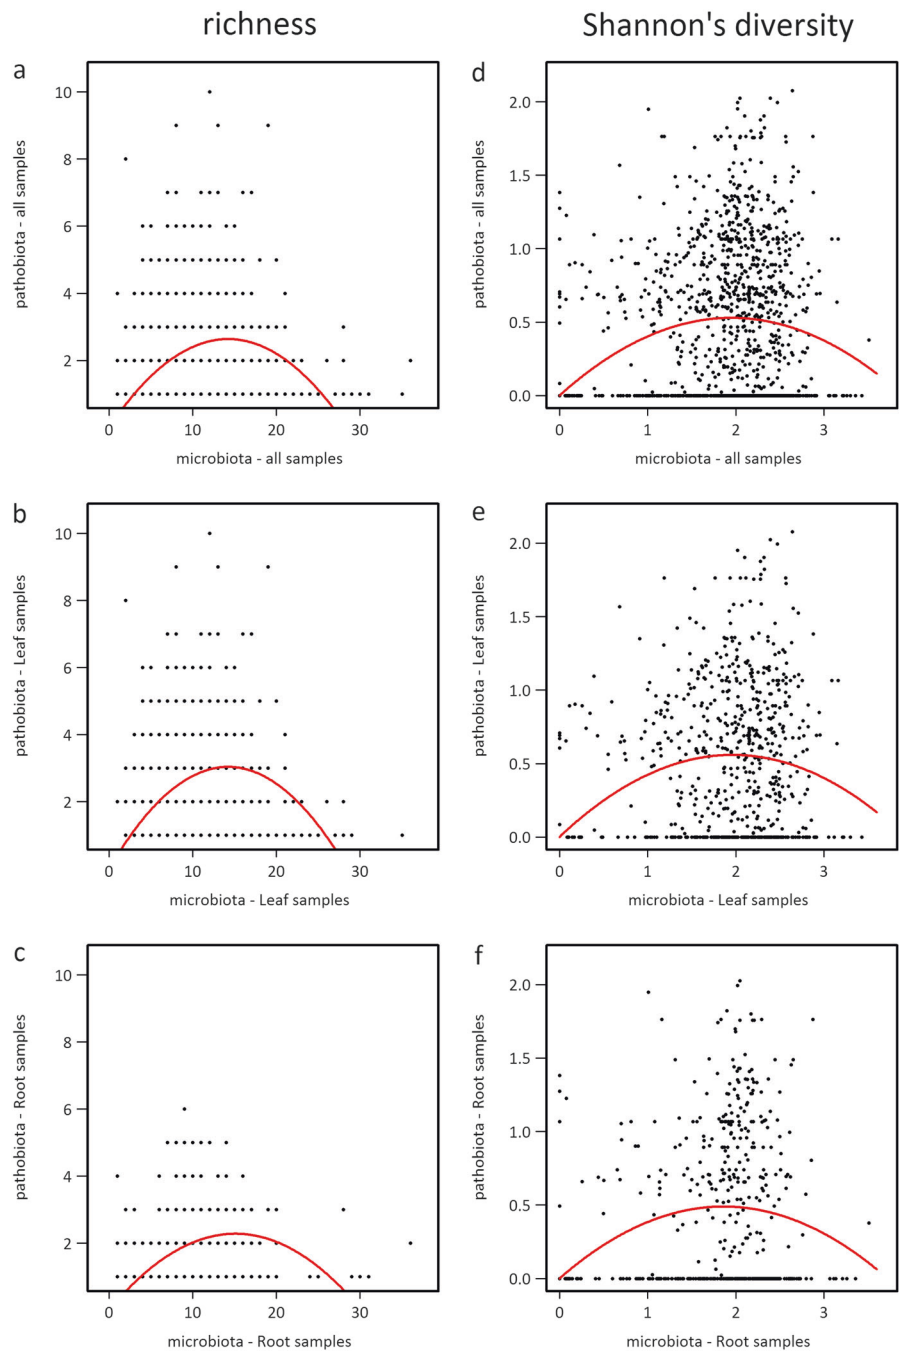 richness
Shannon's diversity
a
pathobiota - all samples
10
8
6
4
2
0 10 20 30
microbiota - all samples
d
pathobiota - all samples
2.0
1.5
1.0
0.5
0.0
0 1 2 3
microbiota - all samples
b
pathobiota - Leaf samples
10
8
6
4
2
0 10 20 30
microbiota - Leaf samples
e
pathobiota - Leaf samples
2.0
1.5
1.0
0.5
0.0
0 1 2 3
microbiota - Leaf samples
c
pathobiota - Root samples
10
8
6
4
2
0 10 20 30
microbiota - Root samples
f
pathobiota - Root samples
2.0
1.5
1.0
0.5
0.0
0 1 2 3
microbiota - Root samples